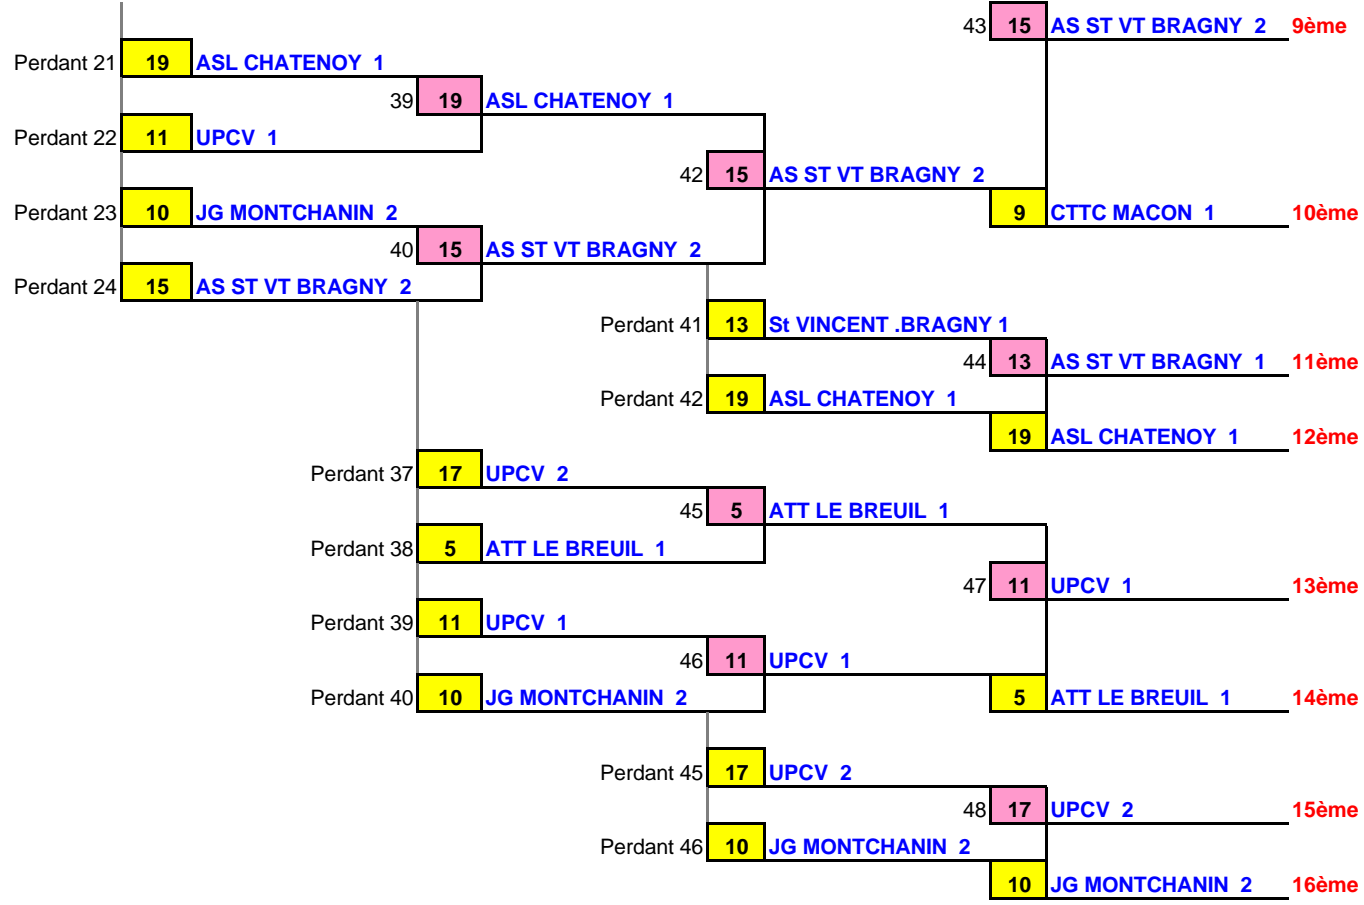 43 15 AS ST VT BRAGNY 2 9ème
Perdant 21 19 ASL CHATENOY 1
39 19 ASL CHATENOY 1
Perdant 22 11 UPCV 1
42 15 AS ST VT BRAGNY 2
Perdant 23 10 JG MONTCHANIN 2
9 CTTC MACON 1 10ème
40 15 AS ST VT BRAGNY 2
Perdant 24 15 AS ST VT BRAGNY 2
Perdant 41 13 St VINCENT .BRAGNY 1
44 13 AS ST VT BRAGNY 1 11ème
Perdant 42 19 ASL CHATENOY 1
19 ASL CHATENOY 1 12ème
Perdant 37 17 UPCV 2
45 5 ATT LE BREUIL 1
Perdant 38 5 ATT LE BREUIL 1
47 11 UPCV 1 13ème
Perdant 39 11 UPCV 1
46 11 UPCV 1
Perdant 40 10 JG MONTCHANIN 2
5 ATT LE BREUIL 1 14ème
Perdant 45 17 UPCV 2
48 17 UPCV 2 15ème
Perdant 46 10 JG MONTCHANIN 2
10 JG MONTCHANIN 2 16ème